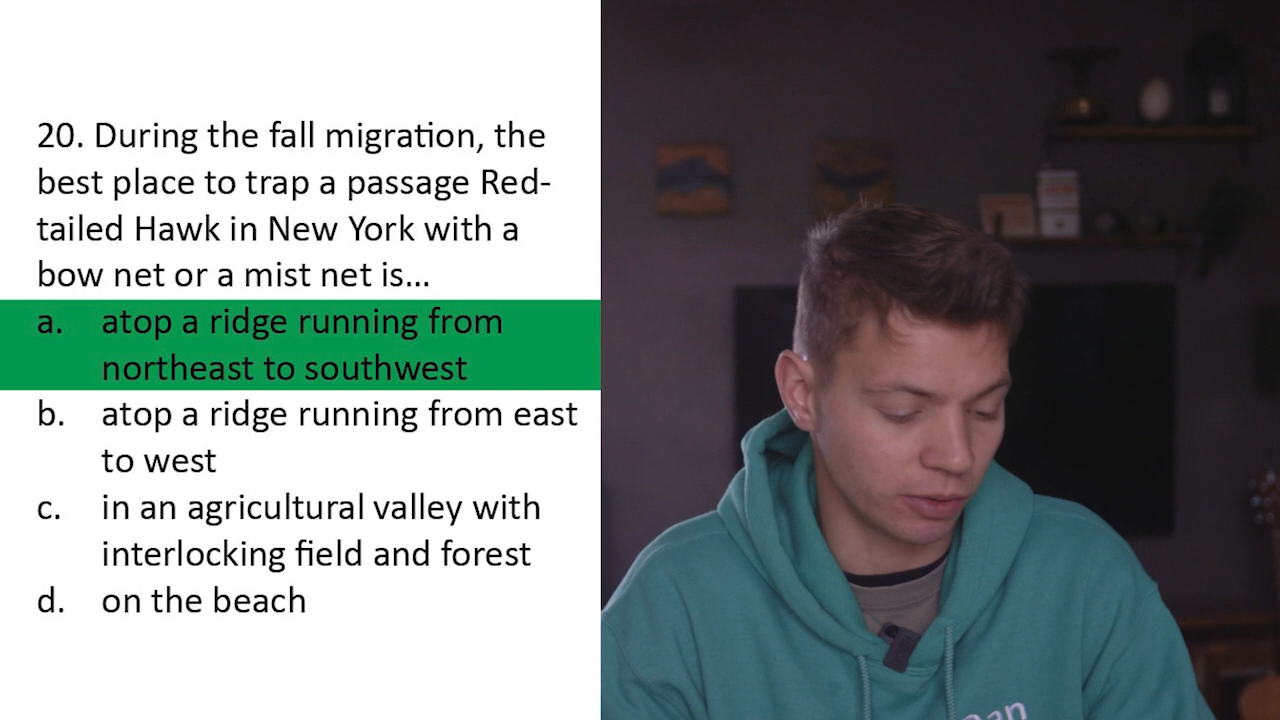 20. During the fall migration, the
best place to trap a passage Red-
tailed Hawk in New York with a
bow net or a mist net is...
a. atop a ridge running from
northeast to southwest
b. atop a ridge running from east
to west
c. in an agricultural valley with
interlocking field and forest
d. on the beach